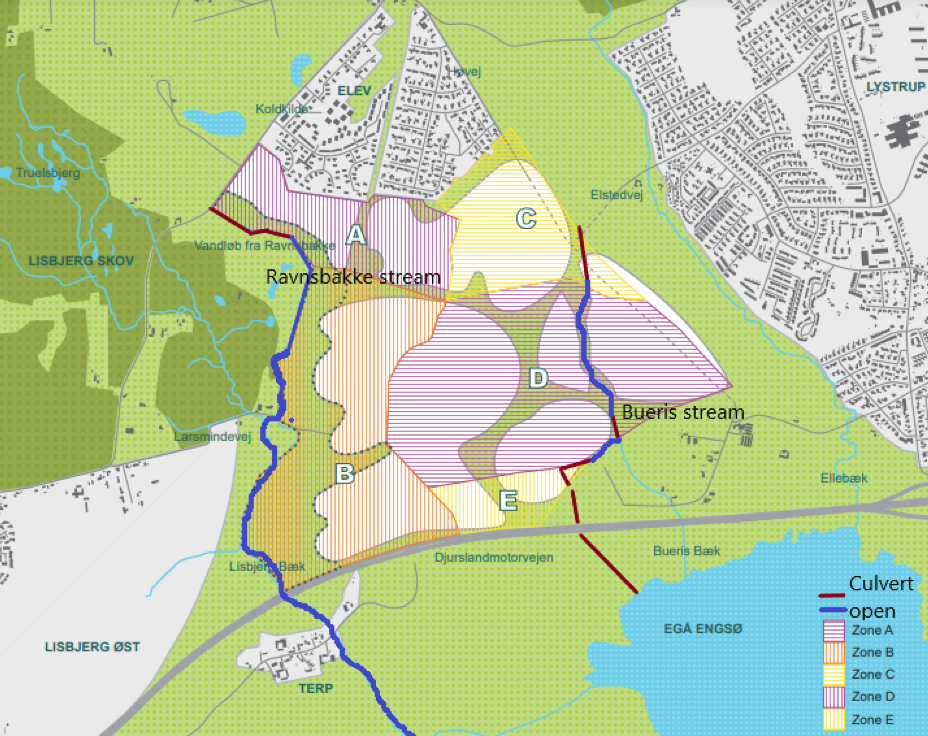 ELEV
Højvej
LYSTRUP
Koldkilde
Truelsbjerg
Elstedvej
C
A
Vandløb fra Ravnsbakke
LISBJERG SKOV
Ravnsbakke stream
D
Bueris stream
Larsmindevej
B
Ellebæk
E
Djurslandmotorvejen
Bueris Bæk
Lisbjerg Bæk
Culvert
open
EGÅ ENGSØ
Zone A
LISBJERG ØST
Zone B
Zone C
TERP
Zone D
Zone E